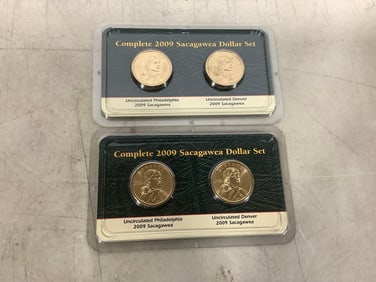 Complete 2009 Sacagawea Dollar Set
Uncirculated Philadelphia
2009 Sacagawea
Uncirculated Denver
2009 Sacagawea
Complete 2009 Sacagawea Dollar Set
Uncirculated Philadelphia
2009 Sacagawea
Uncirculated Denver
2009 Sacagawea